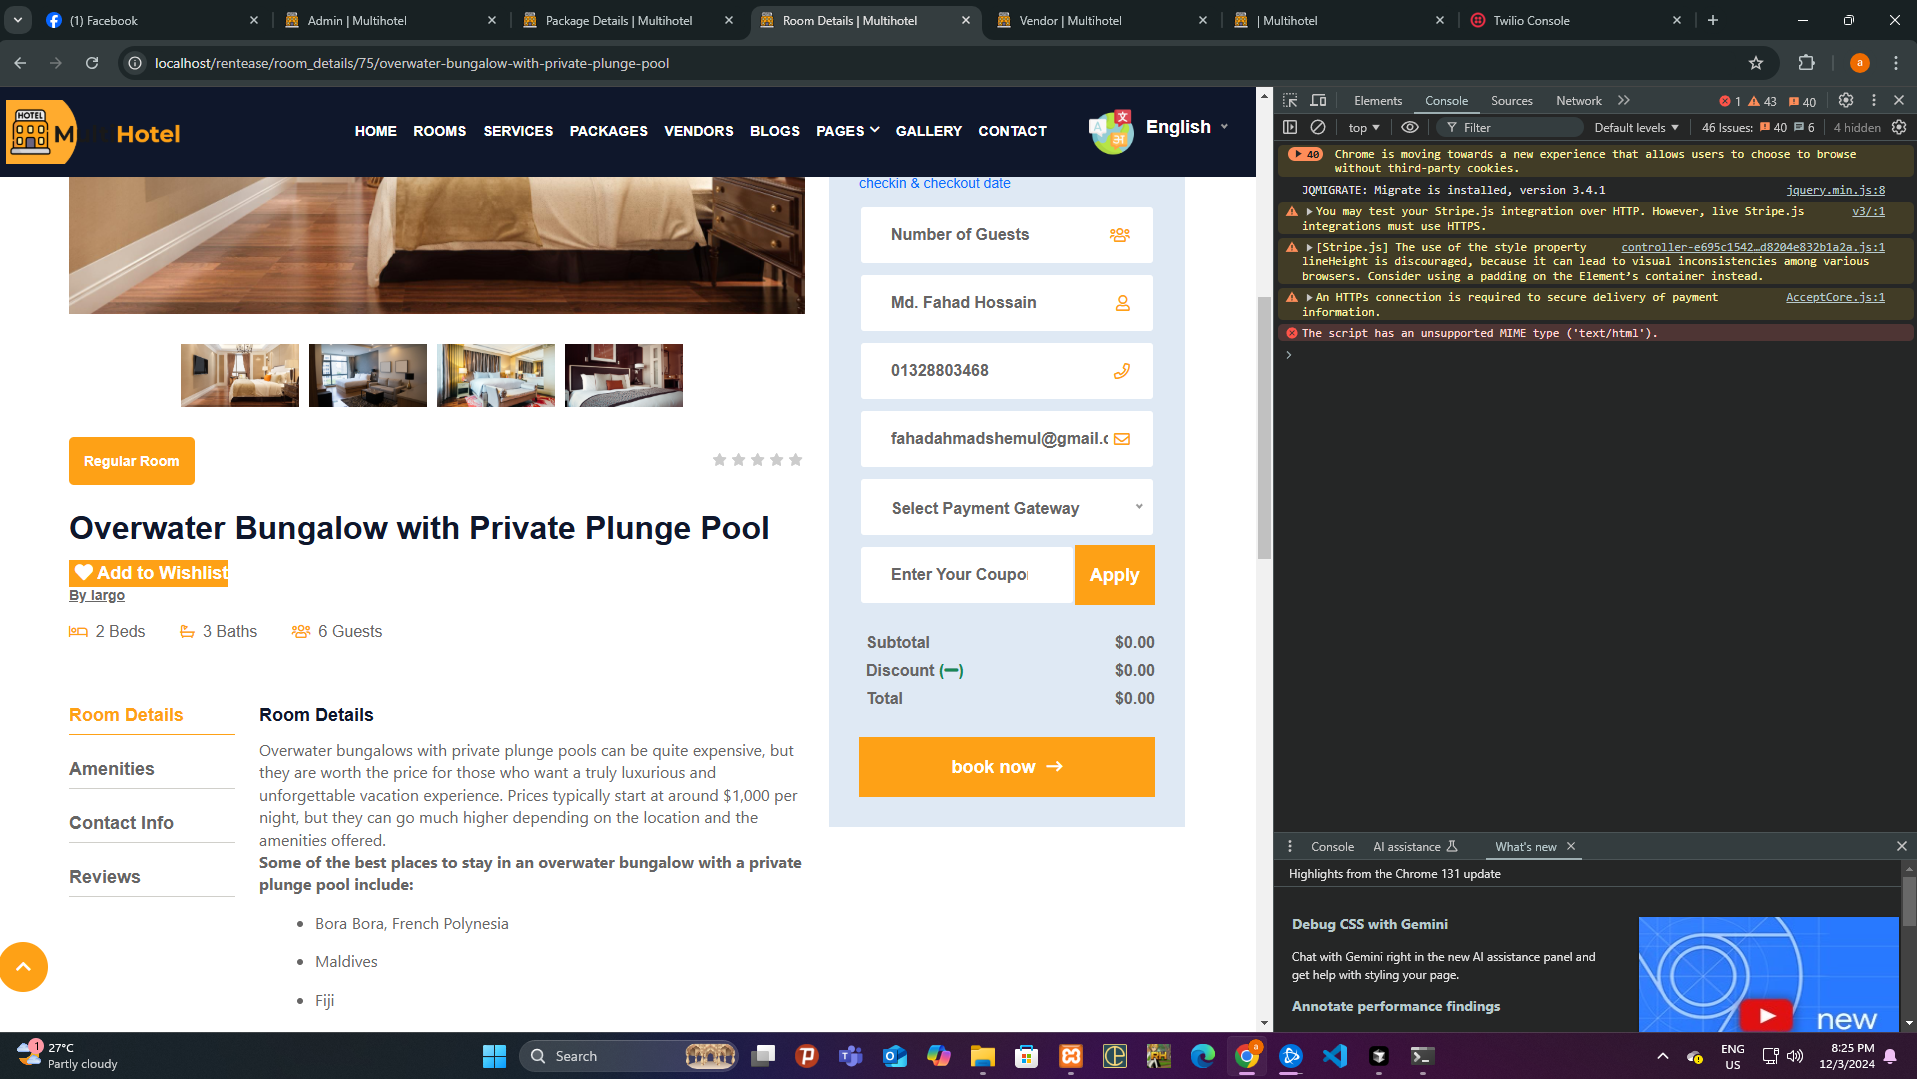 (1) Facebook
Admin | Multihotel
Package Details | Multihotel
Room Details | Multihotel
Vendor | Multihotel
| Multihotel
Twilio Console
localhost/rentease/room_details/75/overwater-bungalow-with-private-plunge-pool
a
HOTEL
Multi Hotel
HOME ROOMS SERVICES PACKAGES VENDORS BLOGS PAGES GALLERY CONTACT
English
checkin & checkout date
Number of Guests
Md. Fahad Hossain
01328803468
fahadahmadshemul@gmail.c
Select Payment Gateway
Enter Your Coupo
Apply
Subtotal $0.00
Discount (—) $0.00
Total $0.00
book now →
Regular Room
Overwater Bungalow with Private Plunge Pool
Add to Wishlist
By largo
2 Beds 3 Baths 6 Guests
Room Details
Amenities
Contact Info
Reviews
Room Details
Overwater bungalows with private plunge pools can be quite expensive, but
they are worth the price for those who want a truly luxurious and
unforgettable vacation experience. Prices typically start at around $1,000 per
night, but they can go much higher depending on the location and the
amenities offered.
Some of the best places to stay in an overwater bungalow with a private
plunge pool include:
• Bora Bora, French Polynesia
• Maldives
• Fiji
Elements Console Sources Network 1 43 40
top Filter Default levels 46 Issues: 40 6 4 hidden
40 Chrome is moving towards a new experience that allows users to choose to browse
without third-party cookies.
JQMIGRATE: Migrate is installed, version 3.4.1 jquery.min.js:8
You may test your Stripe.js integration over HTTP. However, live Stripe.js v3/:1
integrations must use HTTPS.
[Stripe.js] The use of the style property controller-e695c1542…d8204e832b1a2a.js:1
lineHeight is discouraged, because it can lead to visual inconsistencies among various
browsers. Consider using a padding on the Element’s container instead.
An HTTPs connection is required to secure delivery of payment AcceptCore.js:1
information.
The script has an unsupported MIME type ('text/html').
Console AI assistance What's new
Highlights from the Chrome 131 update
Debug CSS with Gemini
Chat with Gemini right in the new AI assistance panel and
get help with styling your page.
Annotate performance findings
new
1 27°C
Partly cloudy
Search
ENG
US
8:25 PM
12/3/2024